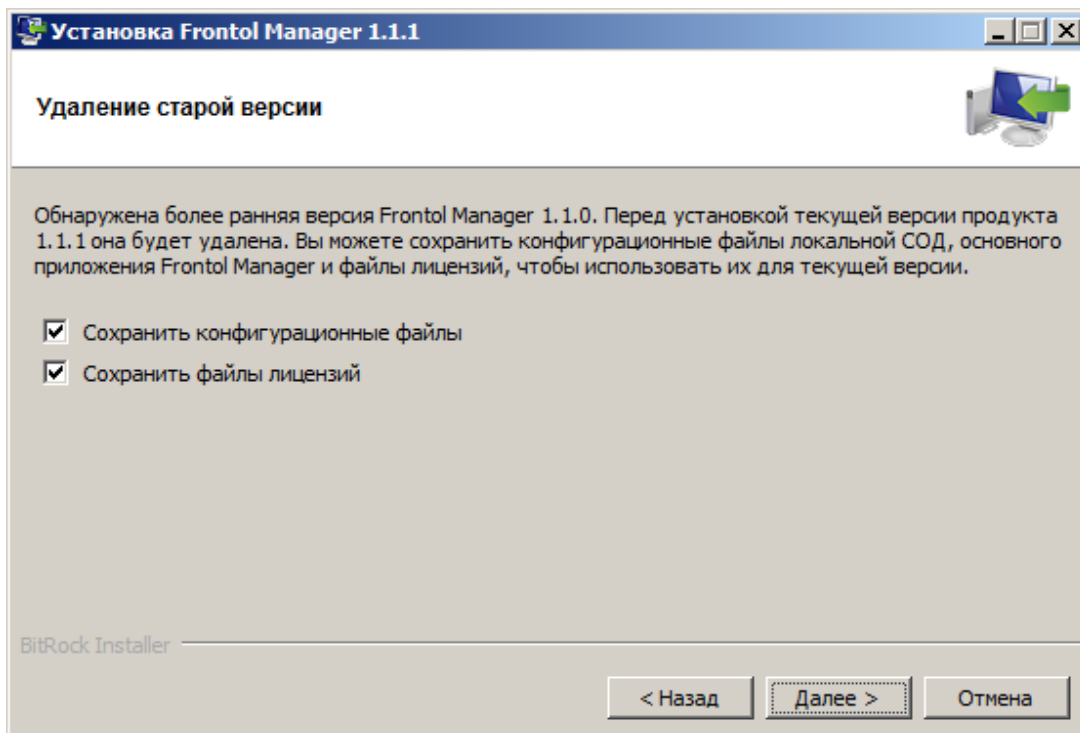 Установка Frontol Manager 1.1.1
Удаление старой версии
Обнаружена более ранняя версия Frontol Manager 1.1.0. Перед установкой текущей версии продукта
1.1.1 она будет удалена. Вы можете сохранить конфигурационные файлы локальной СОД, основного
приложения Frontol Manager и файлы лицензий, чтобы использовать их для текущей версии.
Сохранить конфигурационные файлы
Сохранить файлы лицензий
BitRock Installer
< Назад
Далее >
Отмена